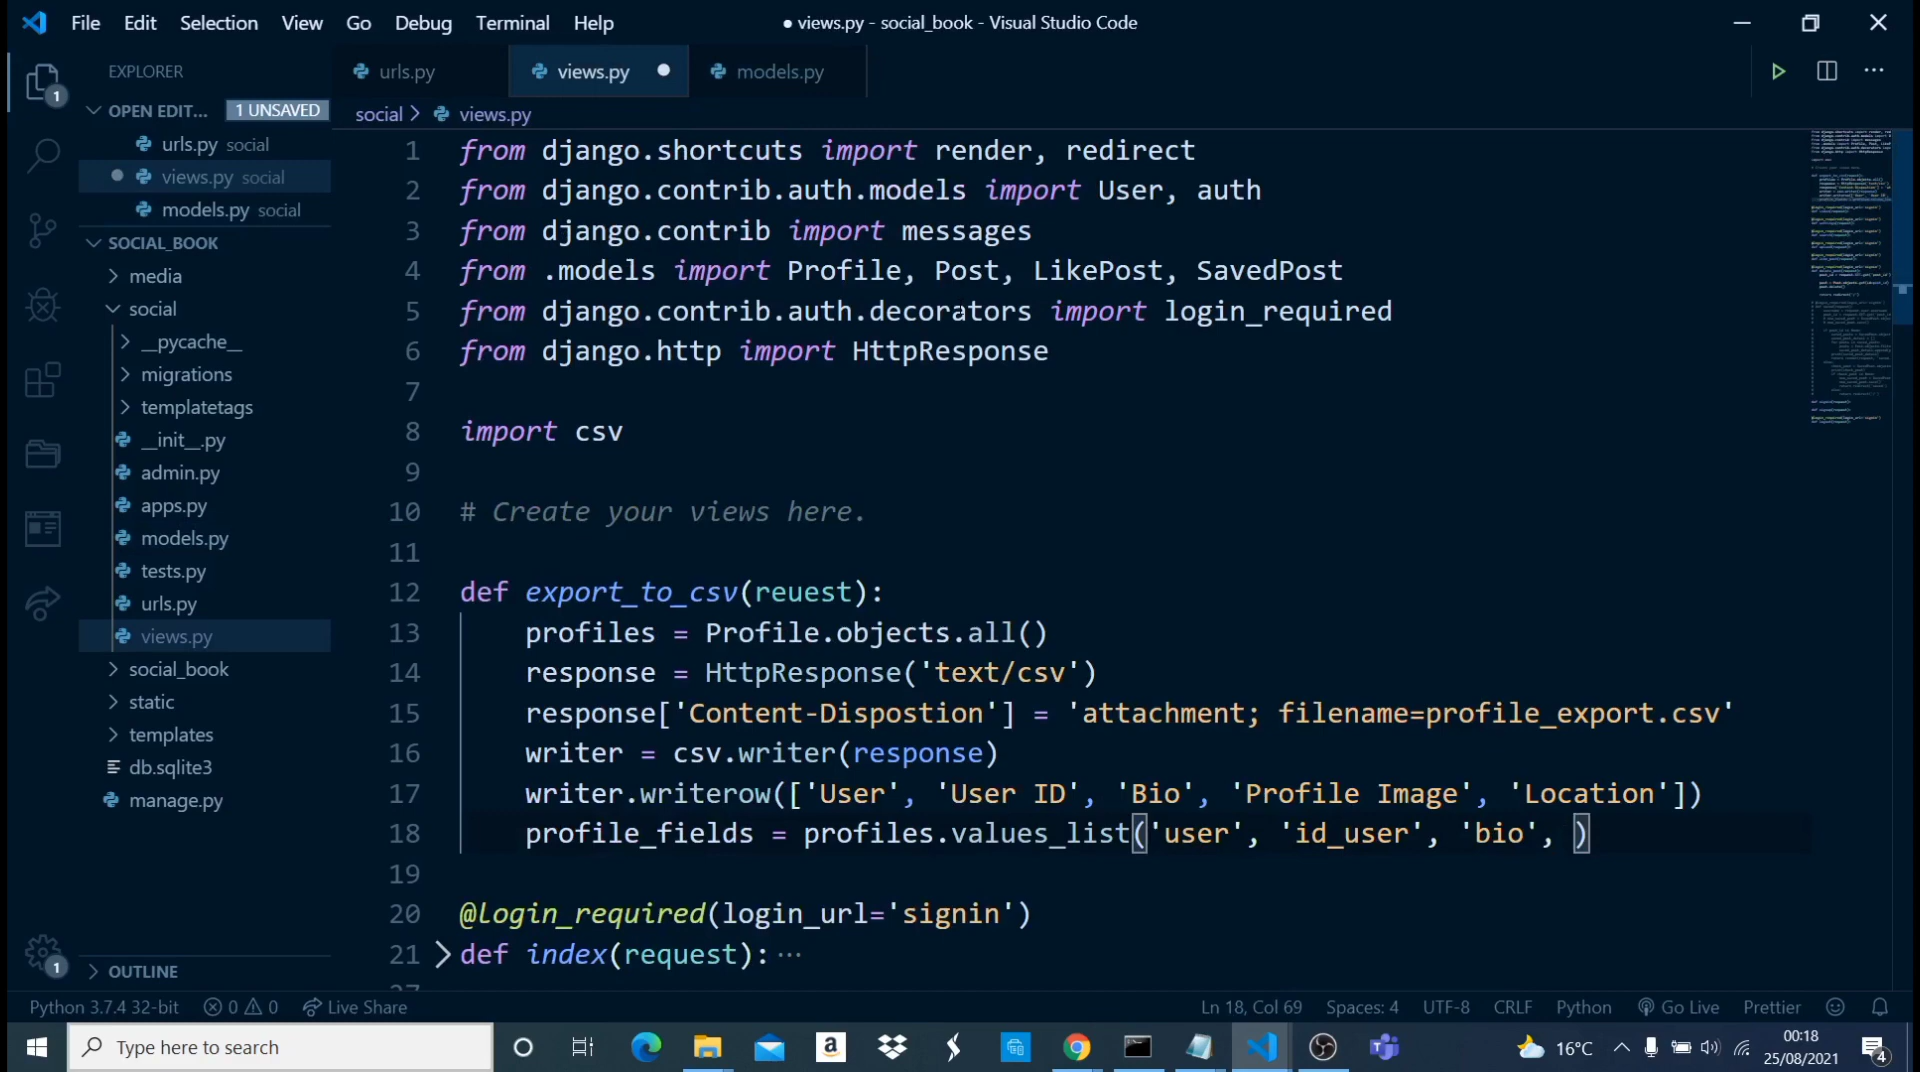 File Edit Selection View Go Debug Terminal Help ● views.py - social_book - Visual Studio Code
EXPLORER
OPEN EDIT... 1 UNSAVED
urls.py social
views.py social
models.py social
SOCIAL_BOOK
media
social
__pycache__
migrations
templatetags
__init__.py
admin.py
apps.py
models.py
tests.py
urls.py
views.py
social_book
static
templates
db.sqlite3
manage.py
OUTLINE
1
1
urls.py views.py models.py
social > views.py
1 from django.shortcuts import render, redirect
2 from django.contrib.auth.models import User, auth
3 from django.contrib import messages
4 from .models import Profile, Post, LikePost, SavedPost
5 from django.contrib.auth.decorators import login_required
6 from django.http import HttpResponse
7
8 import csv
9
10 # Create your views here.
11
12 def export_to_csv(reuest):
13 profiles = Profile.objects.all()
14 response = HttpResponse('text/csv')
15 response['Content-Dispostion'] = 'attachment; filename=profile_export.csv'
16 writer = csv.writer(response)
17 writer.writerow(['User', 'User ID', 'Bio', 'Profile Image', 'Location'])
18 profile_fields = profiles.values_list('user', 'id_user', 'bio', )
19
20 @login_required(login_url='signin')
21 def index(request): ...
Python 3.7.4 32-bit 0 0 Live Share Ln 18, Col 69 Spaces: 4 UTF-8 CRLF Python Go Live Prettier
Type here to search
16°C
00:18
25/08/2021
4